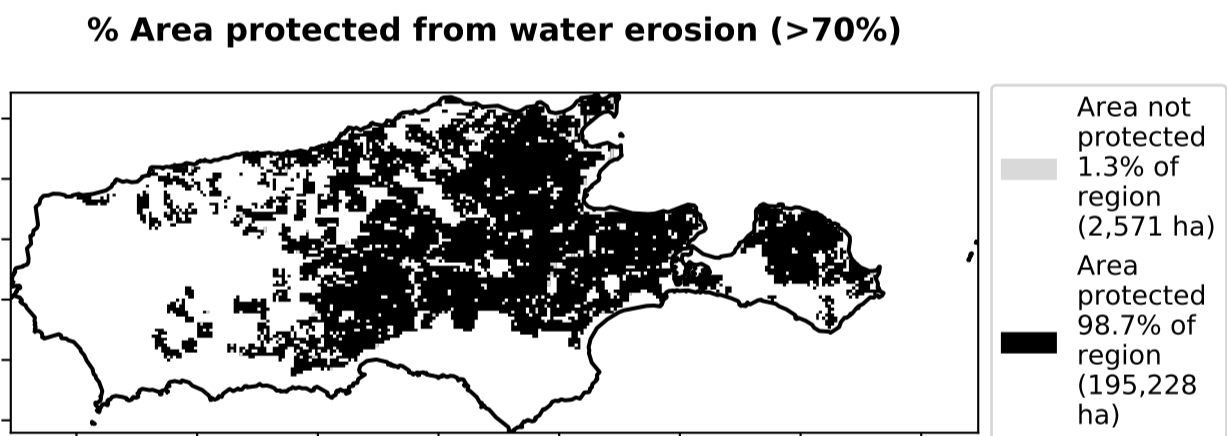 % Area protected from water erosion (>70%)
Area not
protected
1.3% of
region
(2,571 ha)
Area
protected
98.7% of
region
(195,228
ha)